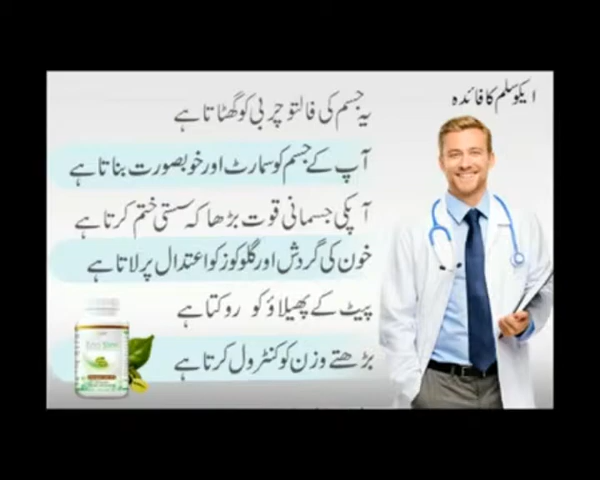 ایکو سلم کا فائدہ
یہ جسم کی فالتو چربی کو گھٹاتا ہے
آپ کے جسم کو سمارٹ اور خوبصورت بناتا ہے
آپکی جسمانی قوت بڑھا کہ سستی ختم کرتا ہے
خون کی گردش اور گلوکوز کو اعتدال پر لاتا ہے
پیٹ کے پھیلاؤ کو روکتا ہے
بڑھتے وزن کو کنٹرول کرتا ہے